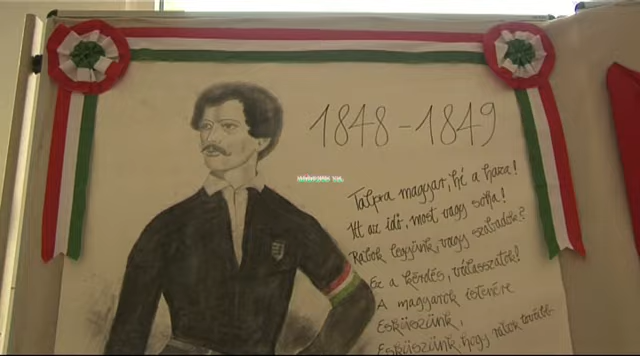 1848-1849
Talpra magyar, hí a haza!
Itt az idő, most vagy soha!
Rabok legyünk, vagy szabadok?
Ez a kérdés, válasszatok!
A magyarok istenére
Esküszünk,
Esküszünk, hogy rabok tovább